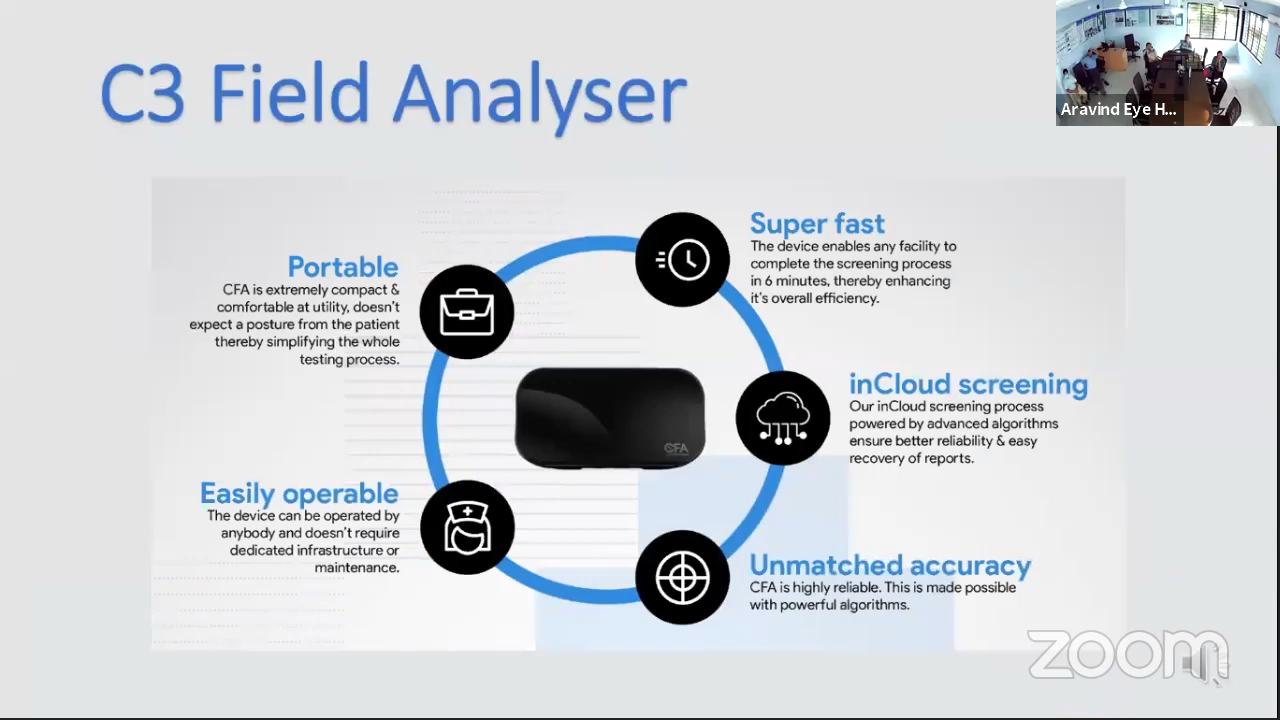 C3 Field Analyser
Aravind Eye H...
Portable
CFA is extremely compact &
comfortable at utility, doesn't
expect a posture from the patient
thereby simplifying the whole
testing process.
Super fast
The device enables any facility to
complete the screening process
in 6 minutes, thereby enhancing
it's overall efficiency.
inCloud screening
Our inCloud screening process
powered by advanced algorithms
ensure better reliability & easy
recovery of reports.
CFA
Easily operable
The device can be operated by
anybody and doesn't require
dedicated infrastructure or
maintenance.
Unmatched accuracy
CFA is highly reliable. This is made possible
with powerful algorithms.
zoom